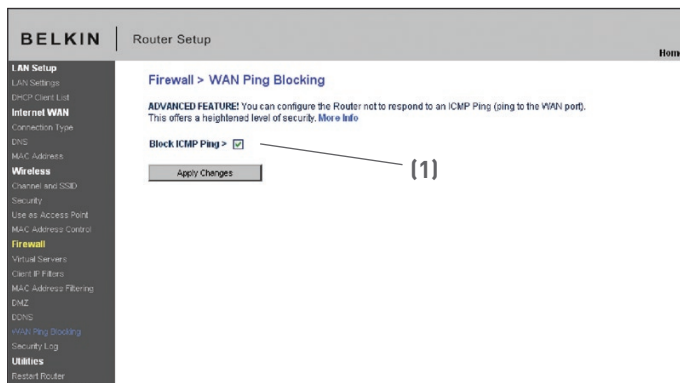 BELKIN
Router Setup
Home
LAN Setup
LAN Settings
DHCP Client List
Internet WAN
Connection Type
DNS
MAC Address
Wireless
Channel and SSID
Security
Use as Access Point
MAC Address Control
Firewall
Virtual Servers
Client IP Filters
MAC Address Filtering
DMZ
DDNS
WAN Ping Blocking
Security Log
Utilities
Restart Router
Firewall > WAN Ping Blocking
ADVANCED FEATURE! You can configure the Router not to respond to an ICMP Ping (ping to the WAN port).
This offers a heightened level of security. More Info
Block ICMP Ping >
(1)
Apply Changes